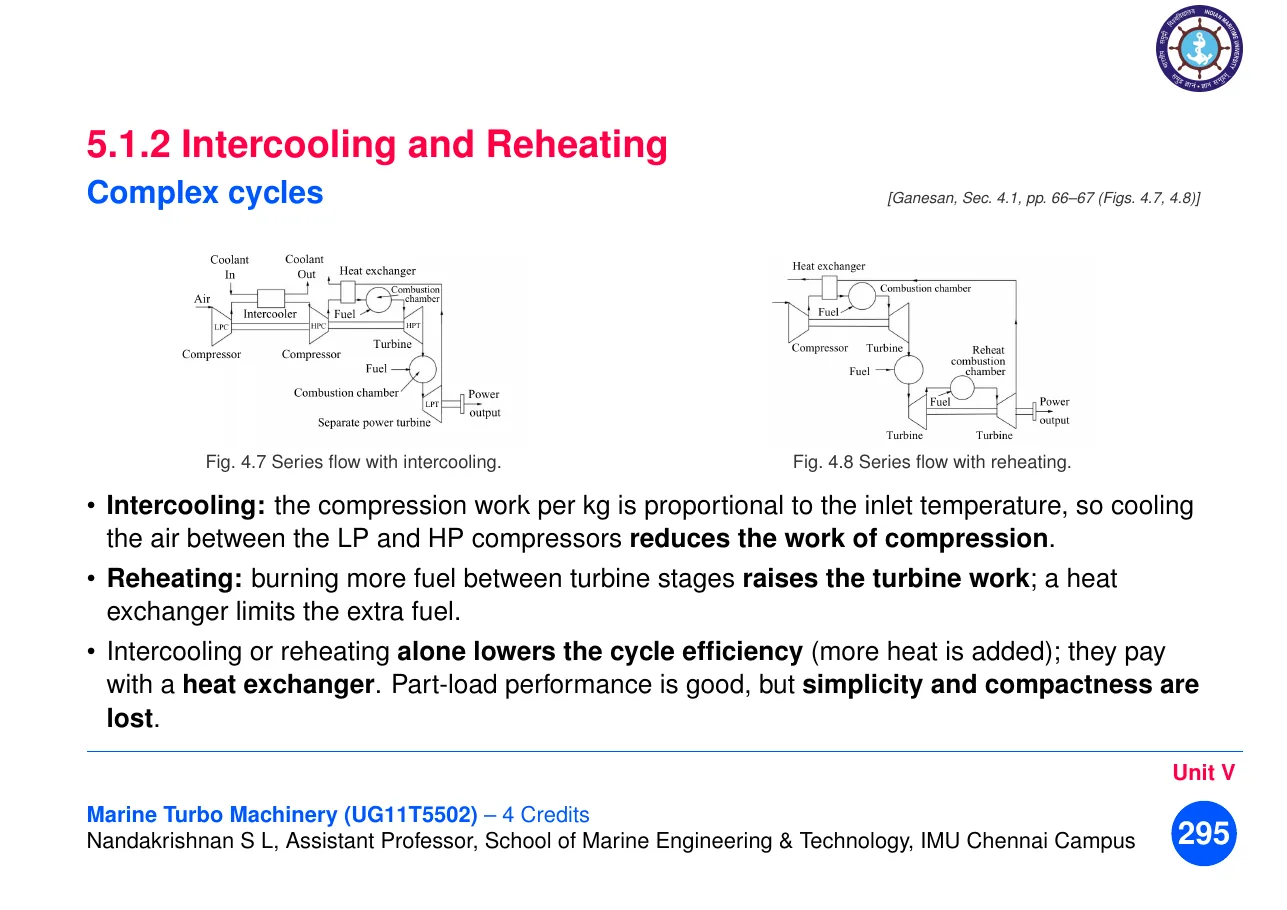 INDIAN MARITIME UNIVERSITY
5.1.2 Intercooling and Reheating
Complex cycles
[Ganesan, Sec. 4.1, pp. 66–67 (Figs. 4.7, 4.8)]
Coolant
In
Coolant
Out
Heat exchanger
Combustion
chamber
Air
Intercooler
Fuel
LPC
HPC
HPT
Compressor
Compressor
Turbine
Fuel
Combustion chamber
LPT
Power
output
Separate power turbine
Fig. 4.7 Series flow with intercooling.
Heat exchanger
Combustion chamber
Fuel
Compressor
Turbine
Reheat
combustion
chamber
Fuel
Fuel
Power
output
Turbine
Turbine
Fig. 4.8 Series flow with reheating.
• Intercooling: the compression work per kg is proportional to the inlet temperature, so cooling
the air between the LP and HP compressors reduces the work of compression.
• Reheating: burning more fuel between turbine stages raises the turbine work; a heat
exchanger limits the extra fuel.
• Intercooling or reheating alone lowers the cycle efficiency (more heat is added); they pay
with a heat exchanger. Part-load performance is good, but simplicity and compactness are
lost.
Unit V
Marine Turbo Machinery (UG11T5502) – 4 Credits
Nandakrishnan S L, Assistant Professor, School of Marine Engineering & Technology, IMU Chennai Campus
295